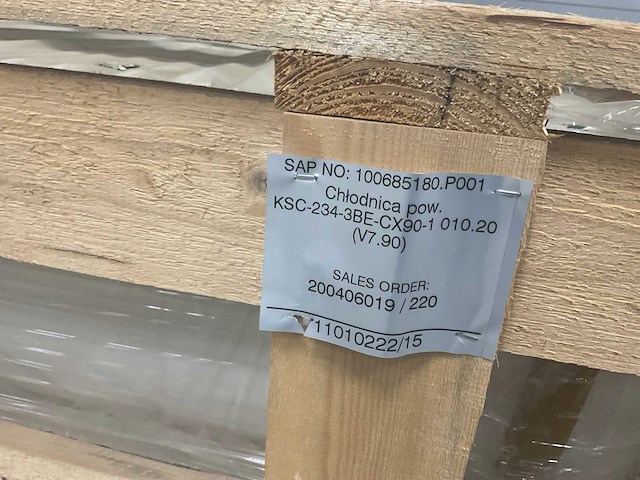 SAP NO: 100685180.P001
Chłodnica pow.
KSC-234-3BE-CX90-1 010.20
(V7.90)
SALES ORDER:
200406019 / 220
11010222/15